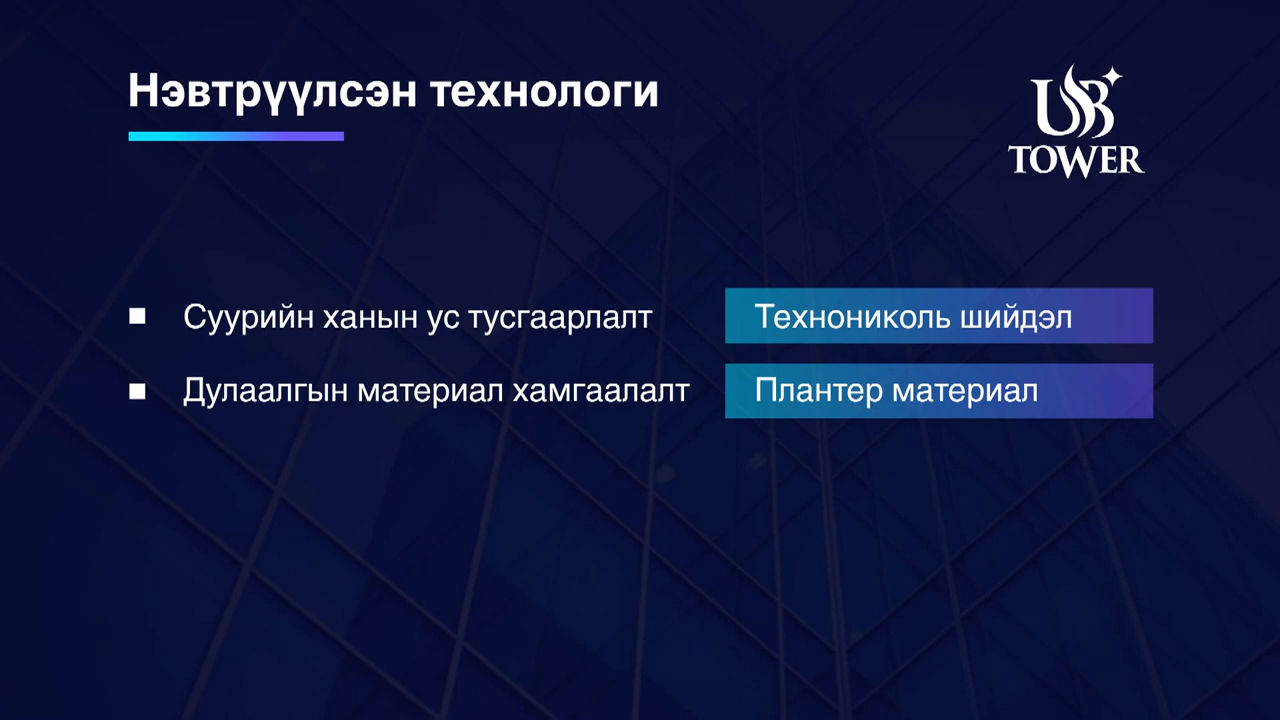 Нэвтрүүлсэн технологи
UB
TOWER
Суурийн ханын ус тусгаарлалт
Технониколь шийдэл
Дулаалгын материал хамгаалалт
Плантер материал